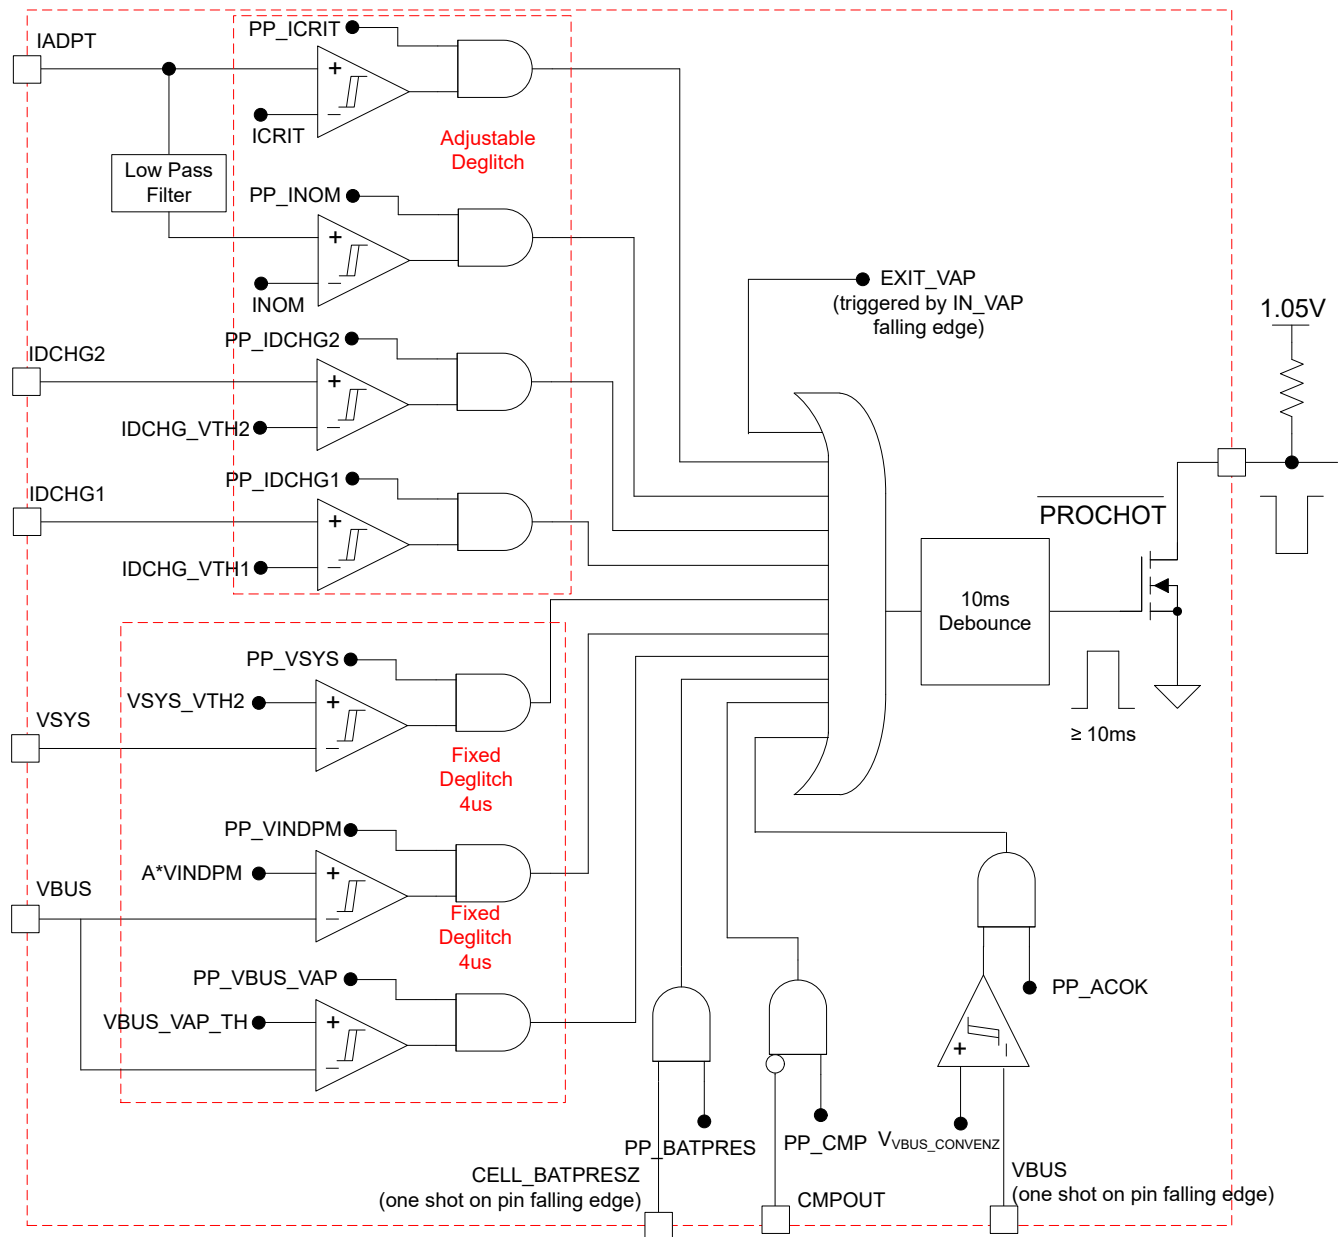 PP_ICRIT
IADPT
ICRIT
Adjustable
Deglitch
Low Pass
Filter
PP_INOM
INOM
EXIT_VAP
(triggered by IN_VAP
falling edge)
1.05V
PP_IDCHG2
IDCHG2
IDCHG_VTH2
PP_IDCHG1
IDCHG1
IDCHG_VTH1
PROCHOT
10ms
Debounce
≥ 10ms
PP_VSYS
VSYS_VTH2
VSYS
Fixed
Deglitch
4us
PP_VINDPM
A*VINDPM
VBUS
Fixed
Deglitch
4us
PP_VBUS_VAP
VBUS_VAP_TH
PP_ACOK
PP_BATPRES
PP_CMP
VVBUS_CONVENZ
CELL_BATPRESZ
(one shot on pin falling edge)
CMPOUT
VBUS
(one shot on pin falling edge)